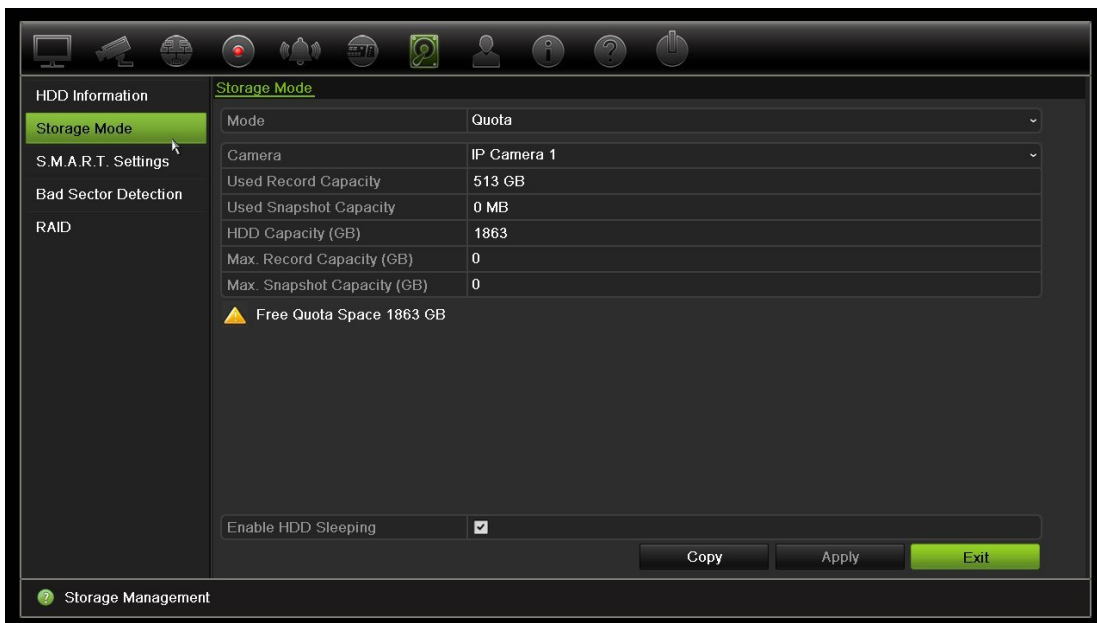 HDD Information
Storage Mode
S.M.A.R.T. Settings
Bad Sector Detection
RAID
Storage Mode
Mode Quota
Camera IP Camera 1
Used Record Capacity 513 GB
Used Snapshot Capacity 0 MB
HDD Capacity (GB) 1863
Max. Record Capacity (GB) 0
Max. Snapshot Capacity (GB) 0
Free Quota Space 1863 GB
Enable HDD Sleeping
Copy Apply Exit
Storage Management